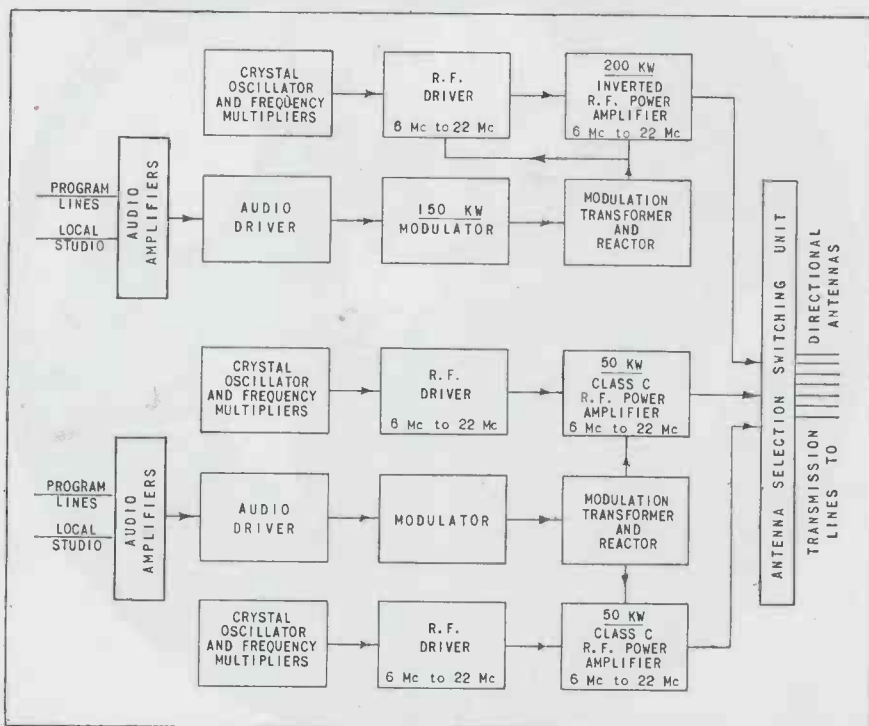 CRYSTAL
OSCILLATOR
AND FREQUENCY
MULTIPLIERS
R.F.
DRIVER
6 Mc to 22 Mc
200 KW
INVERTED
R.F. POWER
AMPLIFIER
6 Mc to 22 Mc
PROGRAM
LINES
LOCAL
STUDIO
AUDIO
AMPLIFIERS
AUDIO
DRIVER
150 KW
MODULATOR
MODULATION
TRANSFORMER
AND
REACTOR
CRYSTAL
OSCILLATOR
AND FREQUENCY
MULTIPLIERS
R.F.
DRIVER
6 Mc to 22 Mc
50 KW
CLASS C
R.F. POWER
AMPLIFIER
6 Mc to 22 Mc
PROGRAM
LINES
LOCAL
STUDIO
AUDIO
AMPLIFIERS
AUDIO
DRIVER
MODULATOR
MODULATION
TRANSFORMER
AND
REACTOR
CRYSTAL
OSCILLATOR
AND FREQUENCY
MULTIPLIERS
R.F.
DRIVER
6 Mc to 22 Mc
50 KW
CLASS C
R.F. POWER
AMPLIFIER
6 Mc to 22 Mc
ANTENNA SELECTION SWITCHING UNIT
TRANSMISSION
LINES TO
DIRECTIONAL
ANTENNAS